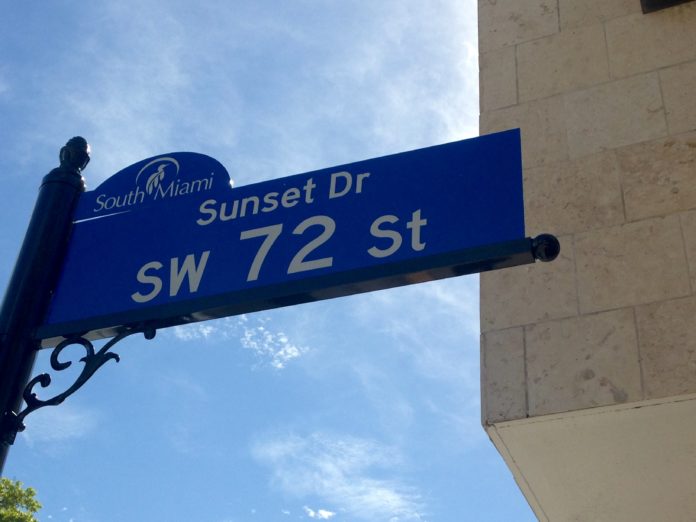 South Miami
Sunset Dr
SW 72 St